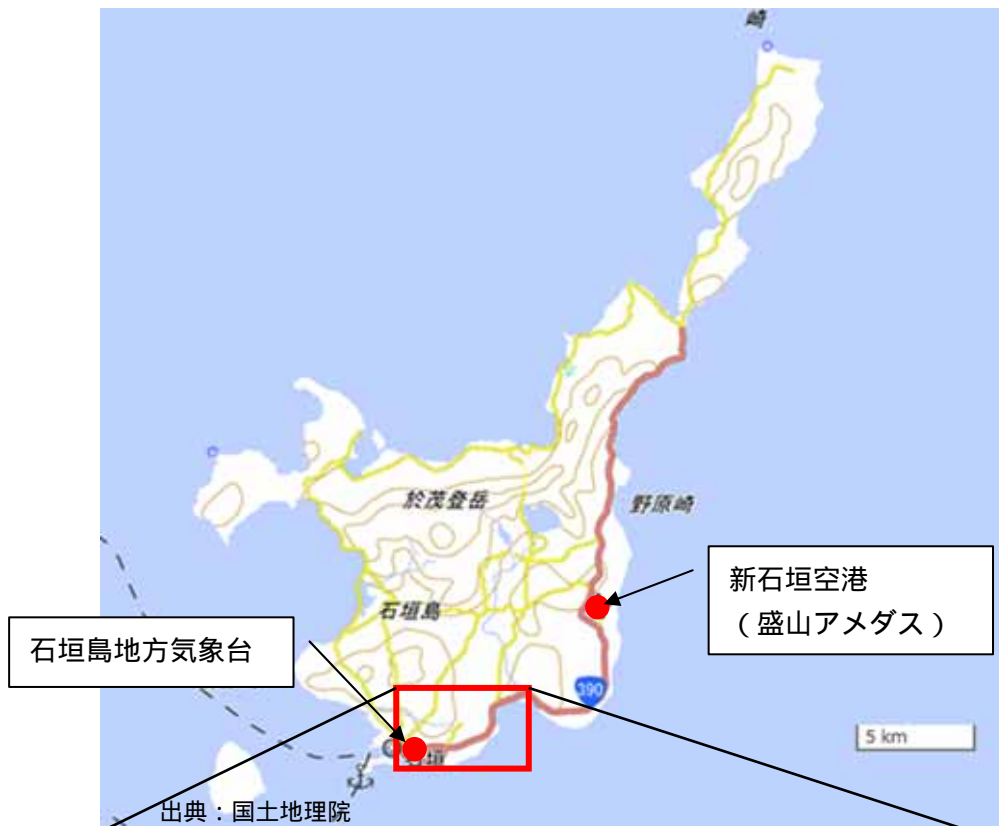 崎
於茂登岳
野原崎
新石垣空港
（盛山アメダス）
石垣島
石垣島地方気象台
390
5 km
石垣
出典：国土地理院